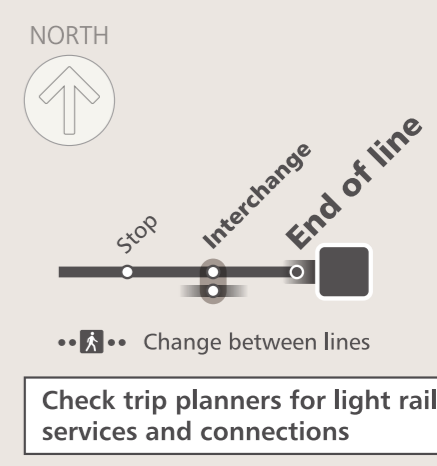 NORTH
Stop
Interchange
End of line
Change between lines
Check trip planners for light rail
services and connections